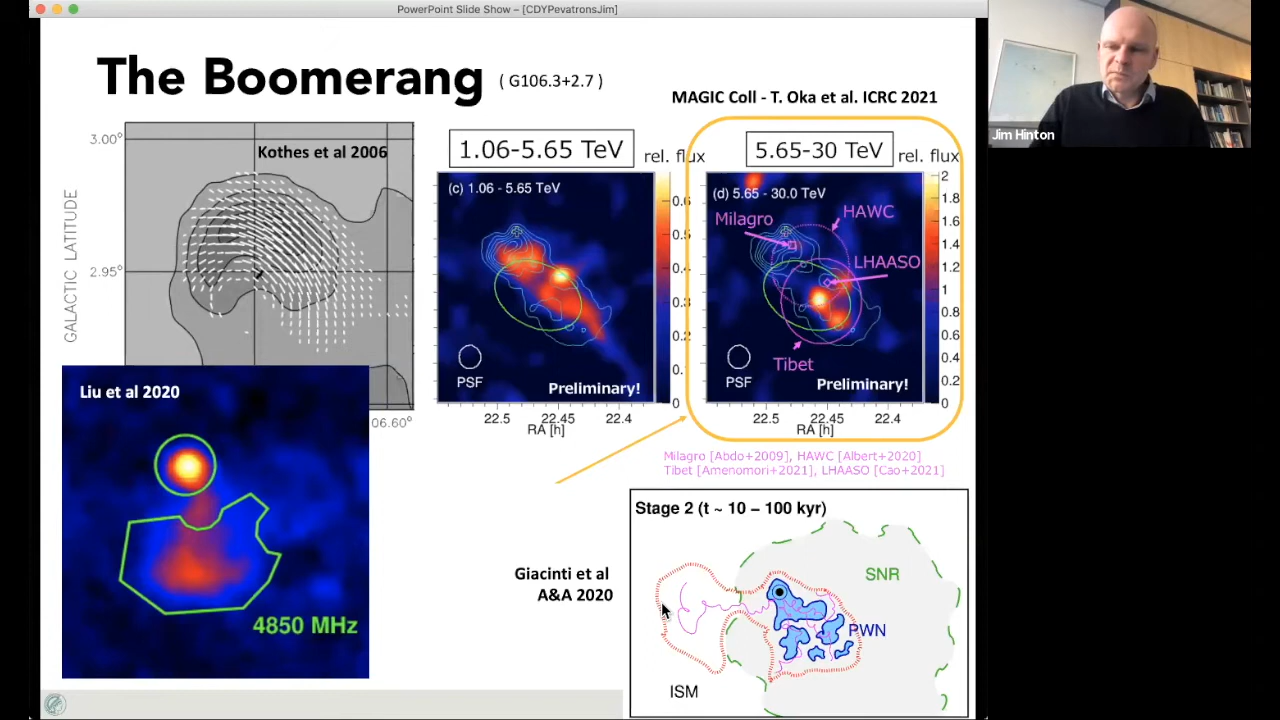 PowerPoint Slide Show – [CDYPevatronsJim]
The Boomerang ( G106.3+2.7 )
MAGIC Coll - T. Oka et al. ICRC 2021
Jim Hinton
3.00°
Kothes et al 2006
GALACTIC LATITUDE
2.95°
06.60°
1.06-5.65 TeV
rel. flux
(c) 1.06 - 5.65 TeV
0.6
0.5
0.4
0.3
0.2
0.1
0
PSF
Preliminary!
22.5 22.45 22.4
RA [h]
5.65-30 TeV
rel. flux
(d) 5.65 - 30.0 TeV
2
1.8
1.6
1.4
1.2
1
0.8
0.6
0.4
0.2
0
Milagro
HAWC
LHAASO
Tibet
PSF
Preliminary!
22.5 22.45 22.4
RA [h]
Milagro [Abdo+2009], HAWC [Albert+2020]
Tibet [Amenomori+2021], LHAASO [Cao+2021]
Liu et al 2020
4850 MHz
Giacinti et al
A&A 2020
Stage 2 (t ~ 10 – 100 kyr)
SNR
PWN
ISM